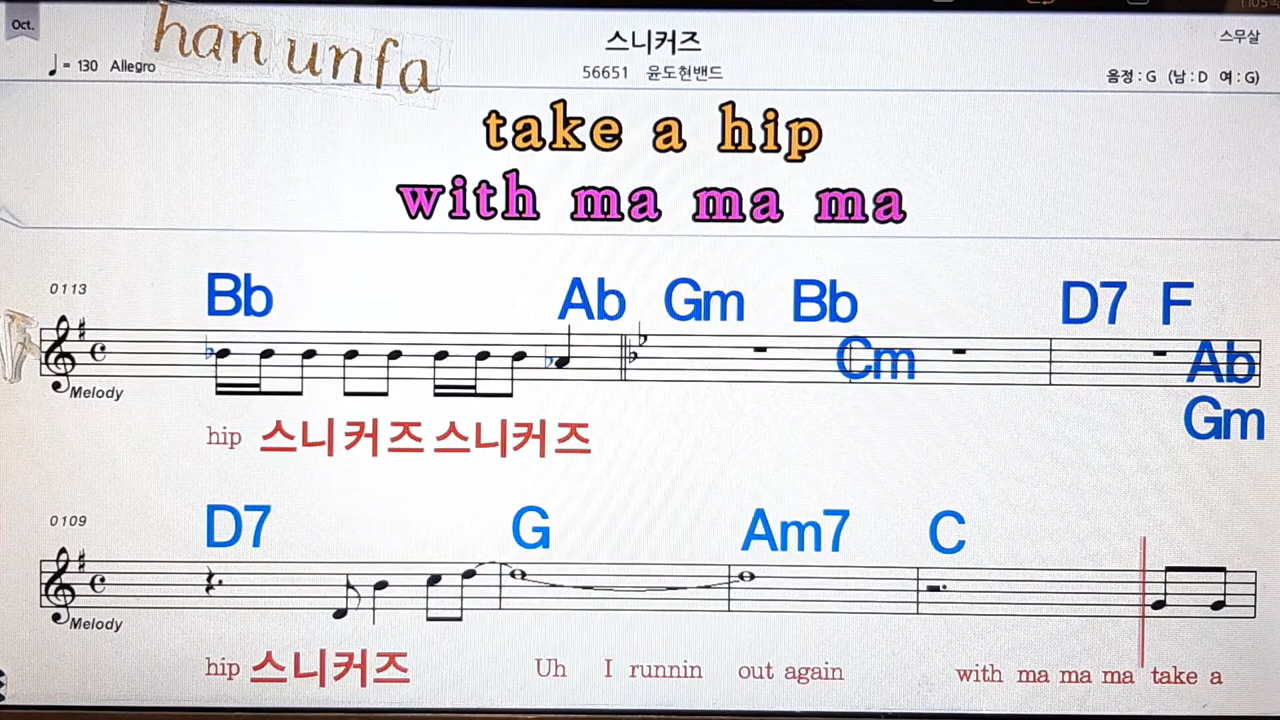 Oct.
han unfa
스니커즈
스무살
♩ = 130 Allegro
56651 윤도현밴드
음정 : G (남 : D 여 : G)
take a hip
with ma ma ma
0113
Bb Ab Gm Bb D7 F
Cm Ab
Melody
Gm
hip 스니커즈 스니커즈
0109
D7 G Am7 C
Melody
hip 스니커즈 Uh I runnin out again with ma ma ma take a